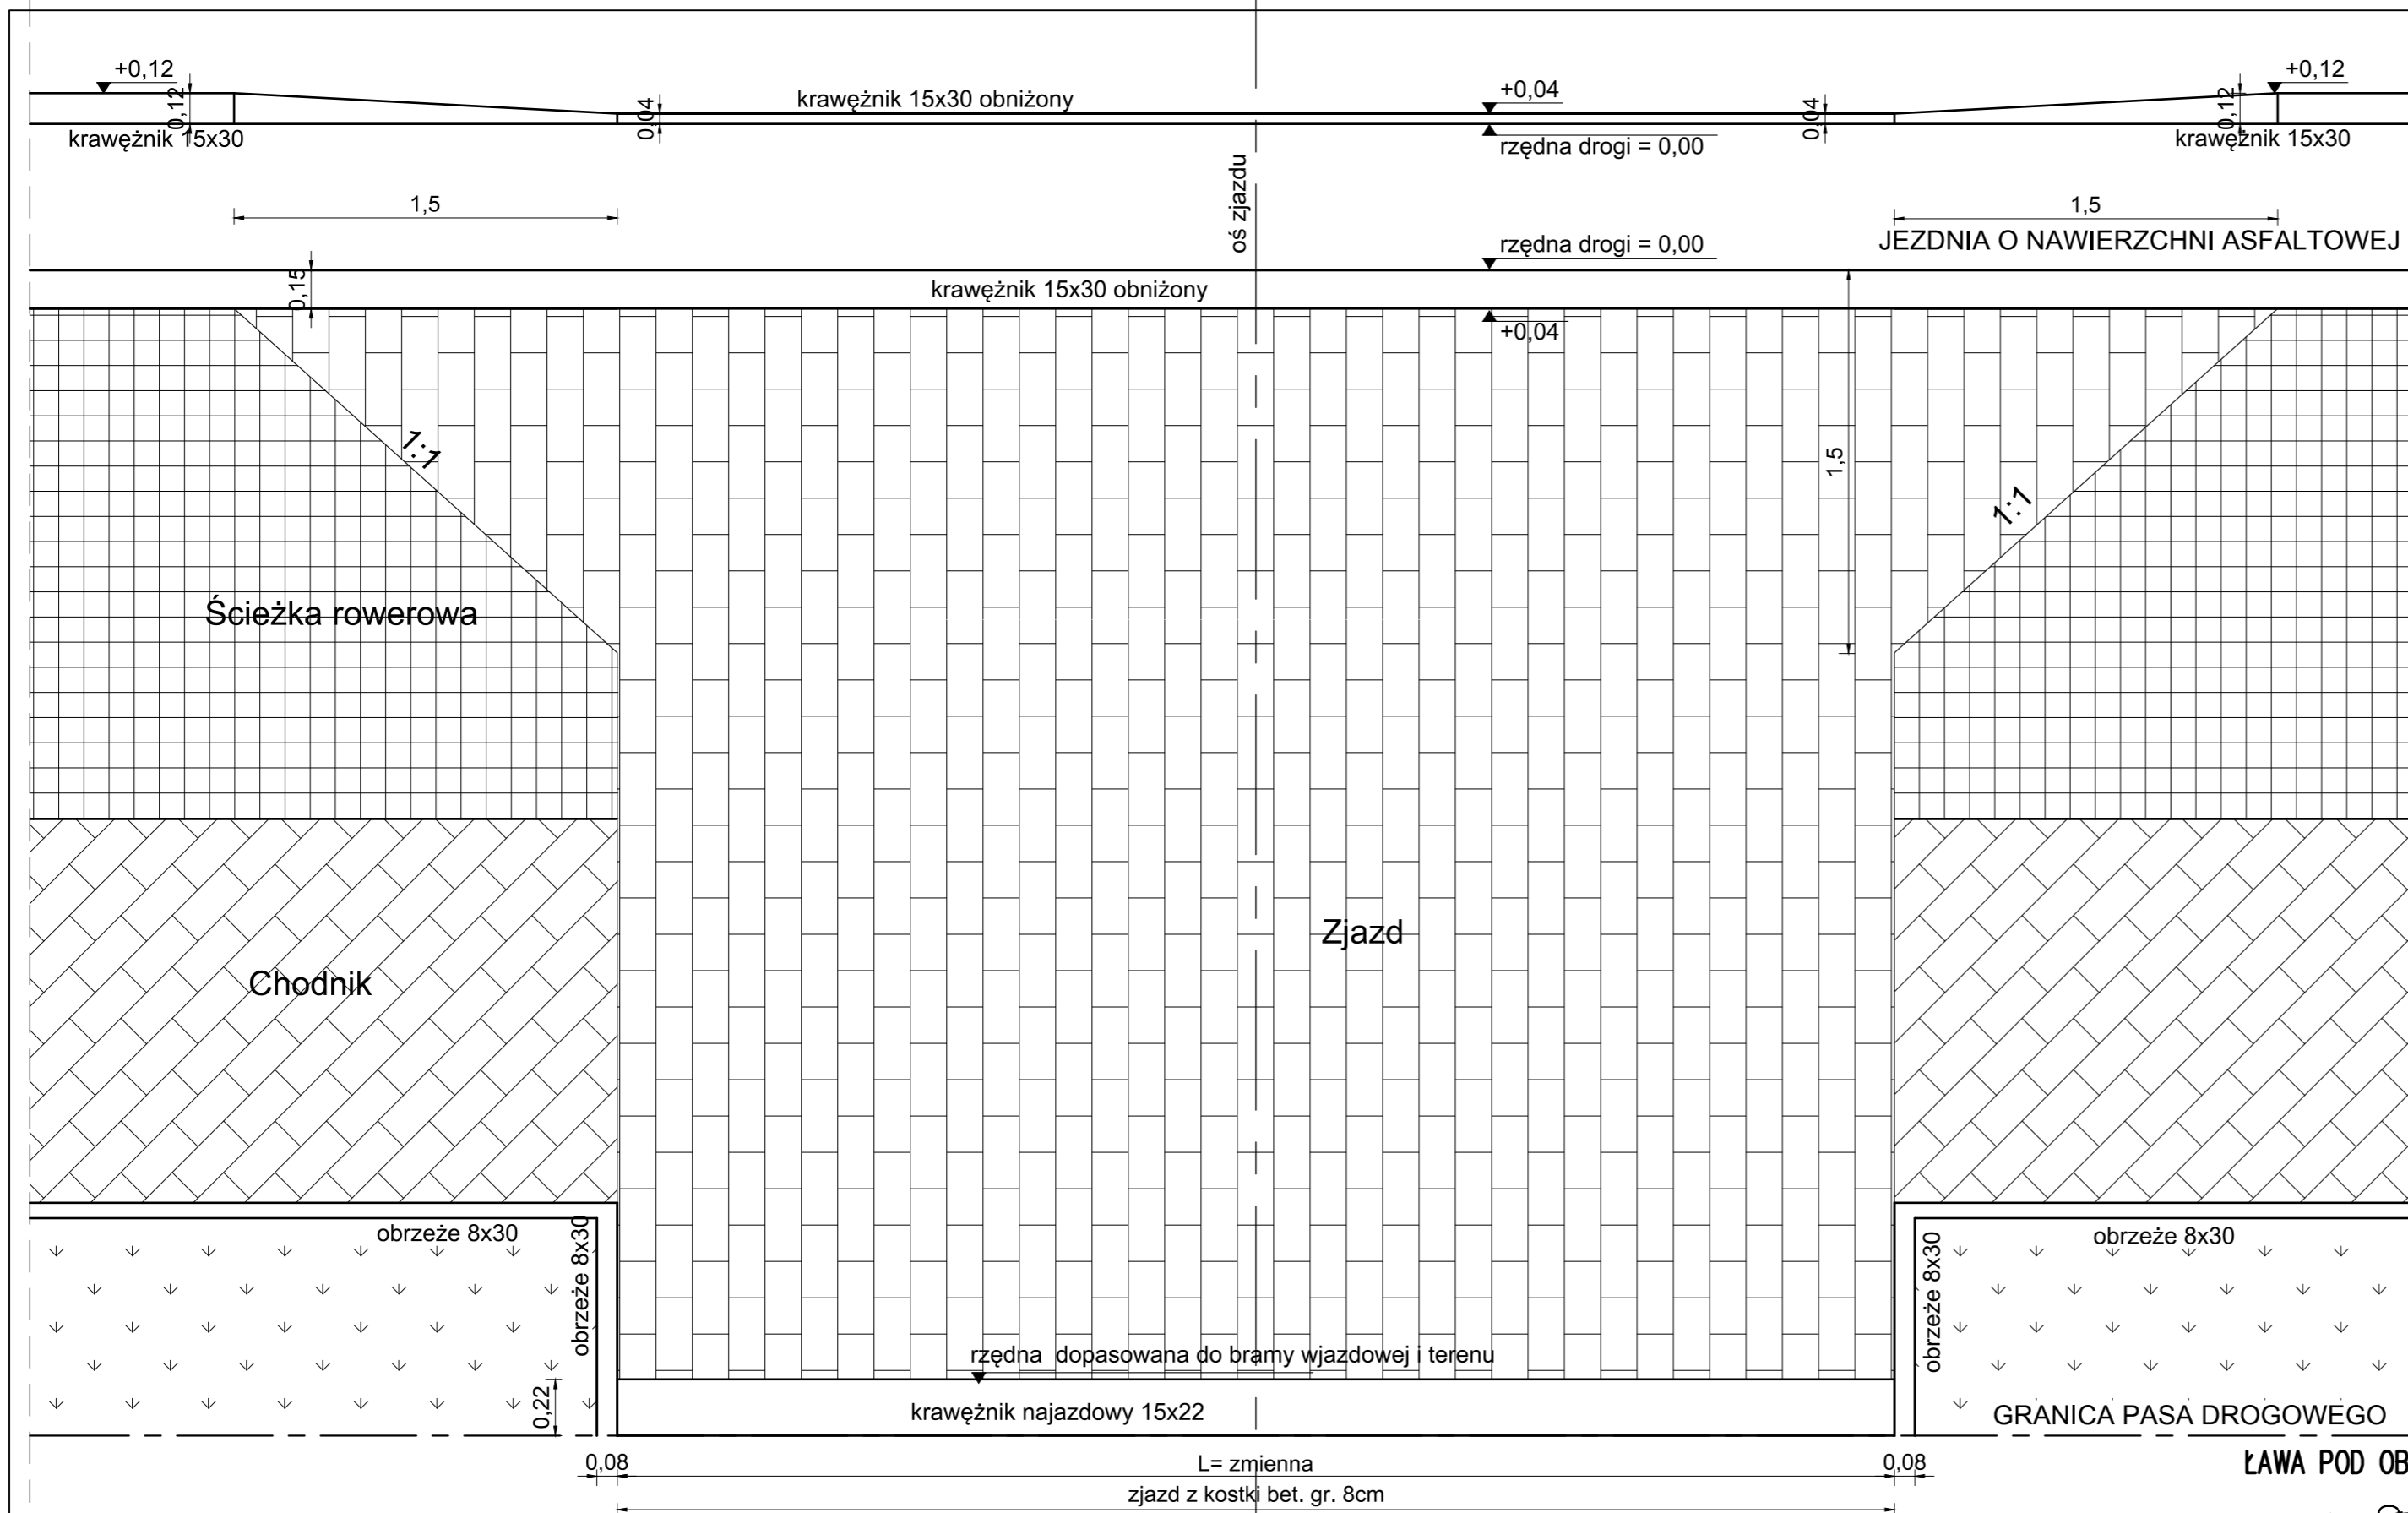 +0,12
+0,12
0,12
krawężnik 15x30 obniżony
+0,04
0,04
0,04
0,12
krawężnik 15x30
rzędna drogi = 0,00
krawężnik 15x30
oś zjazdu
1,5
1,5
rzędna drogi = 0,00
JEZDNIA O NAWIERZCHNI ASFALTOWEJ
0,15
krawężnik 15x30 obniżony
+0,04
1:1
1,5
1:1
Ścieżka rowerowa
Zjazd
Chodnik
obrzeże 8x30
obrzeże 8x30
obrzeże 8x30
obrzeże 8x30
rzędna dopasowana do bramy wjazdowej i terenu
0,22
krawężnik najazdowy 15x22
GRANICA PASA DROGOWEGO
0,08
L= zmienna
0,08
ŁAWA POD OB
zjazd z kostki bet. gr. 8cm